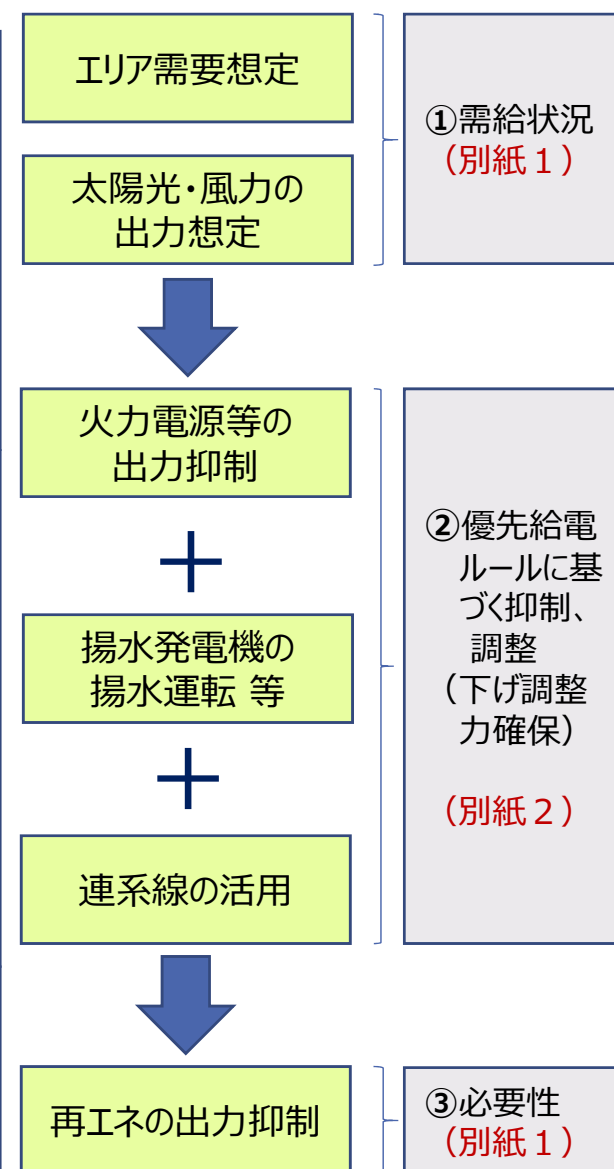 エリア需要想定
太陽光・風力の
出力想定
①需給状況
（別紙１）
火力電源等の
出力抑制
＋
揚水発電機の
揚水運転 等
＋
連系線の活用
②優先給電
ルールに基
づく抑制、
調整
（下げ調整
力確保）
（別紙２）
再エネの出力抑制
③必要性
（別紙１）